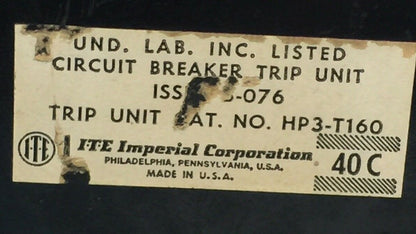 UND. LAB. INC. LISTED
CIRCUIT BREAKER TRIP UNIT
-076
TRIP UNIT CAT. NO. HP3-T160
I-T-E I-T-E Imperial Corporation
PHILADELPHIA, PENNSYLVANIA, U.S.A.
MADE IN U.S.A.
40 C